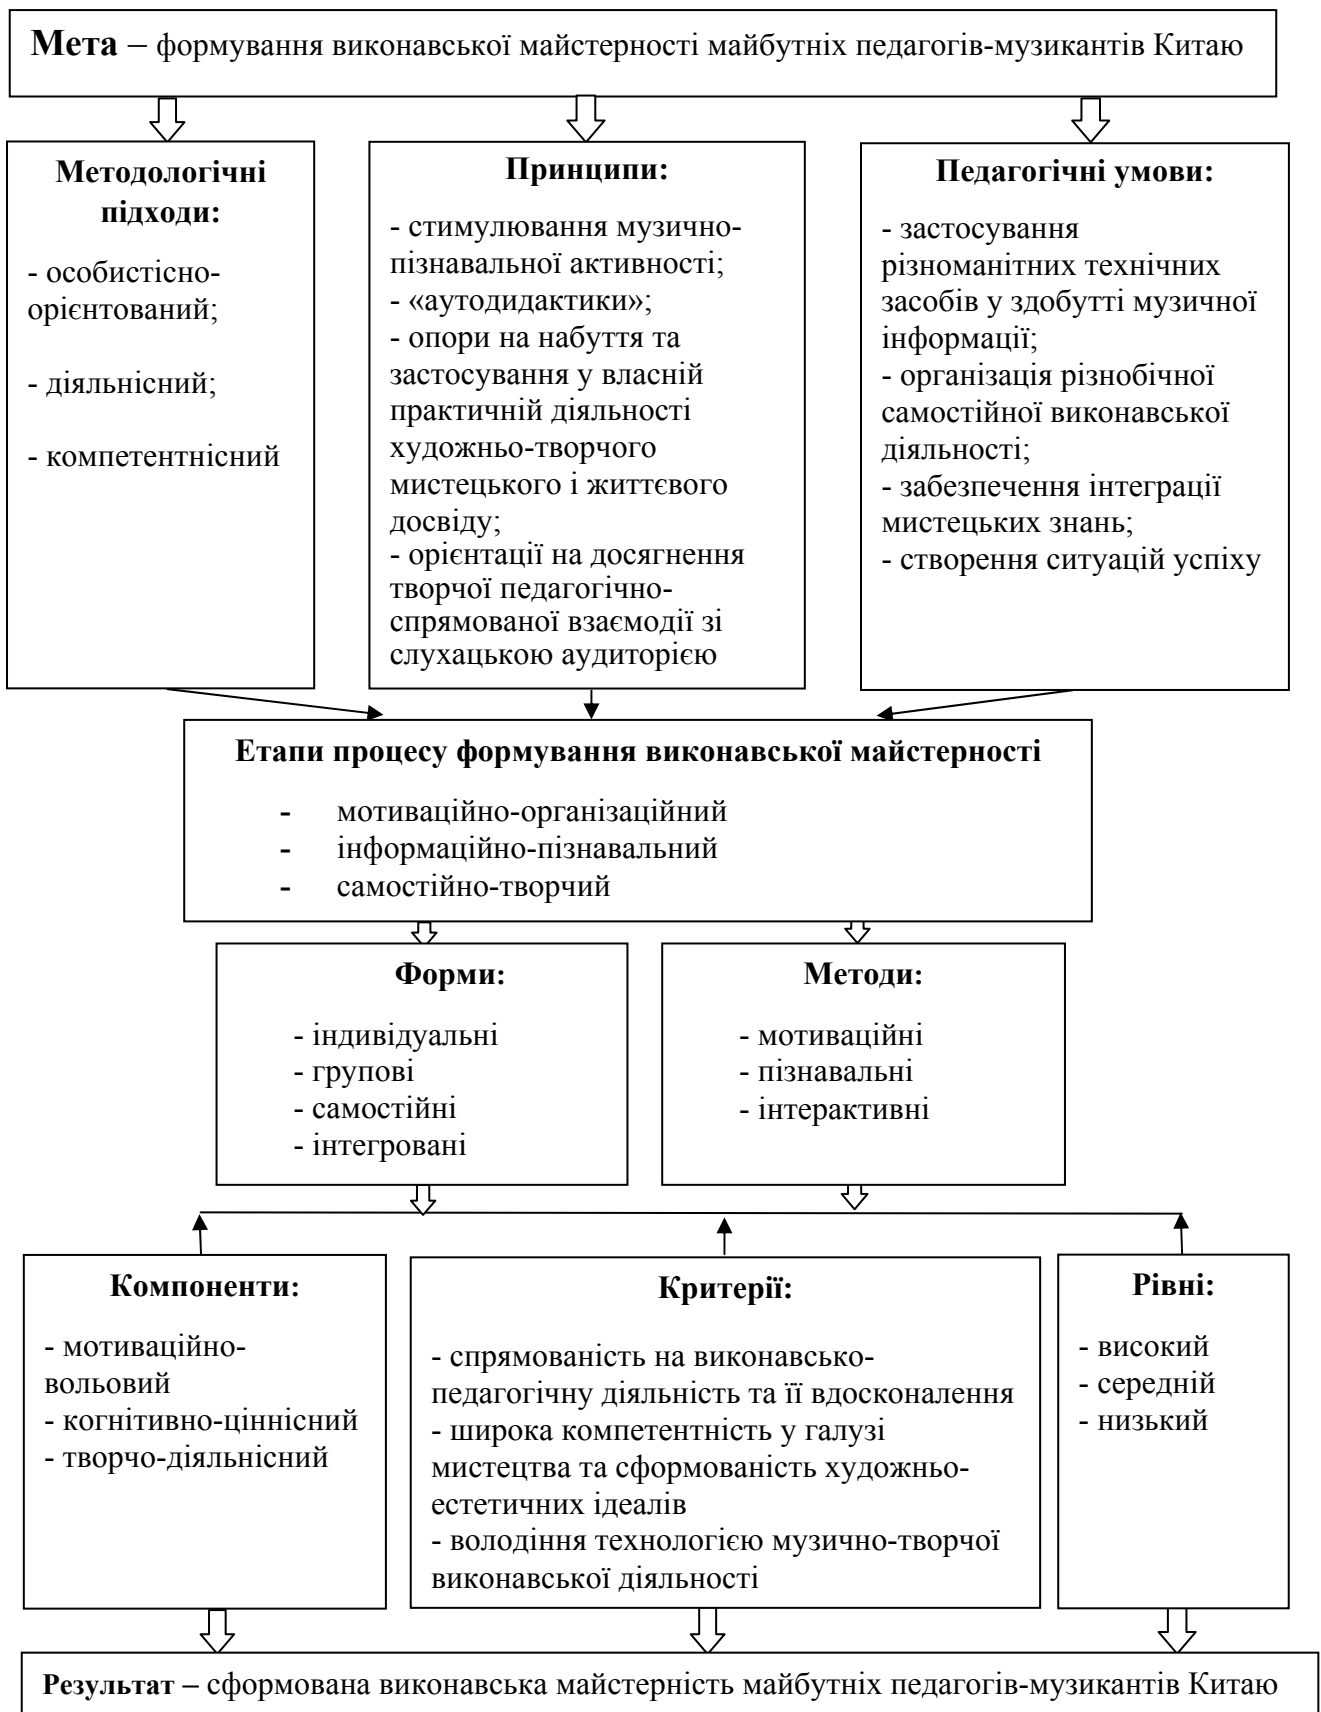 Мета – формування виконавської майстерності майбутніх педагогів-музикантів Китаю
Методологічні
підходи:
- особистісно-
орієнтований;
- діяльнісний;
- компетентнісний
Принципи:
- стимулювання музично-
пізнавальної активності;
- «аутодидактики»;
- опори на набуття та
застосування у власній
практичній діяльності
художньо-творчого
мистецького і життєвого
досвіду;
- орієнтації на досягнення
творчої педагогічно-
спрямованої взаємодії зі
слухацькою аудиторією
Педагогічні умови:
- застосування
різноманітних технічних
засобів у здобутті музичної
інформації;
- організація різнобічної
самостійної виконавської
діяльності;
- забезпечення інтеграції
мистецьких знань;
- створення ситуацій успіху
Етапи процесу формування виконавської майстерності
- мотиваційно-організаційний
- інформаційно-пізнавальний
- самостійно-творчий
Форми:
- індивідуальні
- групові
- самостійні
- інтегровані
Методи:
- мотиваційні
- пізнавальні
- інтерактивні
Компоненти:
- мотиваційно-
вольовий
- когнітивно-ціннісний
- творчо-діяльнісний
Критерії:
- спрямованість на виконавсько-
педагогічну діяльність та її вдосконалення
- широка компетентність у галузі
мистецтва та сформованість художньо-
естетичних ідеалів
- володіння технологією музично-творчої
виконавської діяльності
Рівні:
- високий
- середній
- низький
Результат – сформована виконавська майстерність майбутніх педагогів-музикантів Китаю